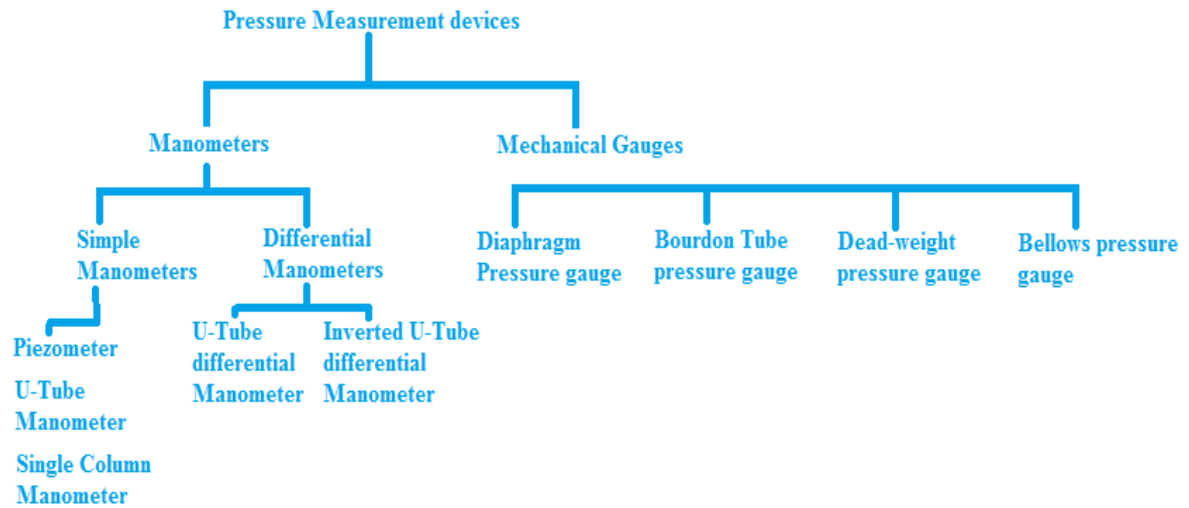 Pressure Measurement devices
Manometers
Mechanical Gauges
Simple
Manometers
Differential
Manometers
Diaphragm
Pressure gauge
Bourdon Tube
pressure gauge
Dead-weight
pressure gauge
Bellows pressure
gauge
Piezometer
U-Tube
Manometer
Single Column
Manometer
U-Tube
differential
Manometer
Inverted U-Tube
differential
Manometer